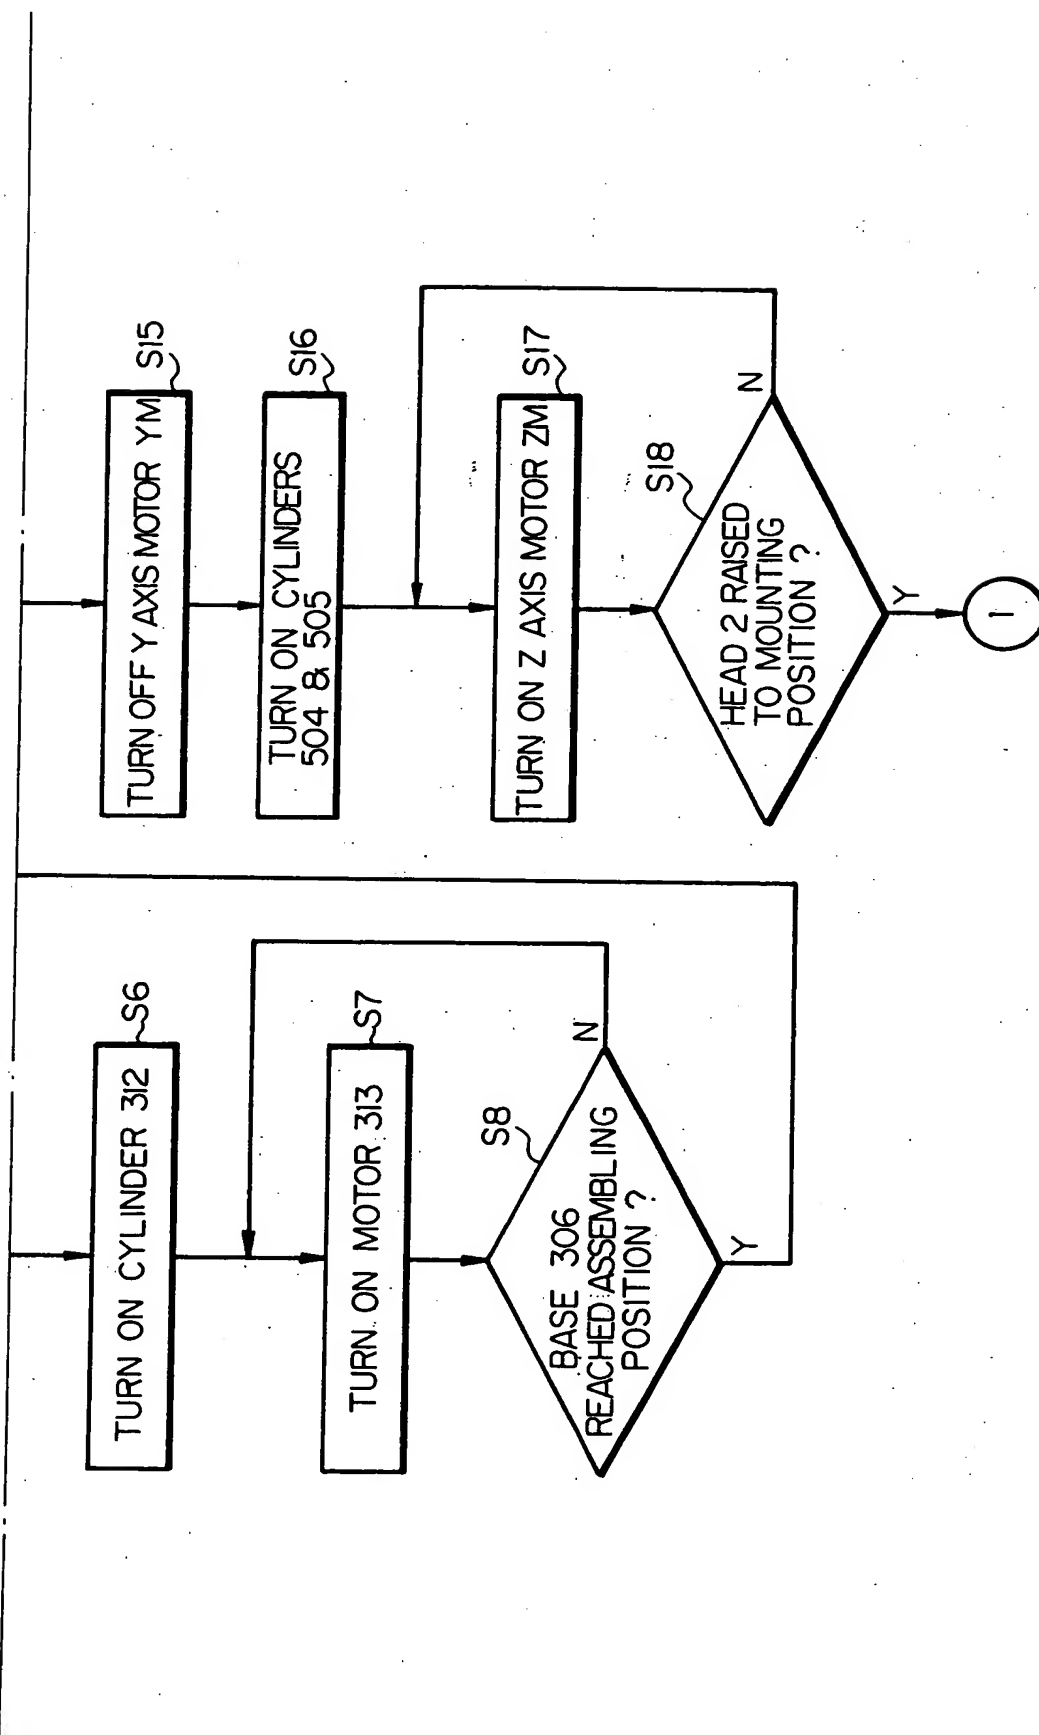 TURN ON CYLINDER 312
S6
TURN ON MOTOR 313
S7
S8
BASE 306
REACHED ASSEMBLING
POSITION ?
N
Y
TURN OFF Y AXIS MOTOR YM
S15
TURN ON CYLINDERS
504 & 505
S16
TURN ON Z AXIS MOTOR ZM
S17
S18
HEAD 2 RAISED
TO MOUNTING
POSITION ?
N
Y
1